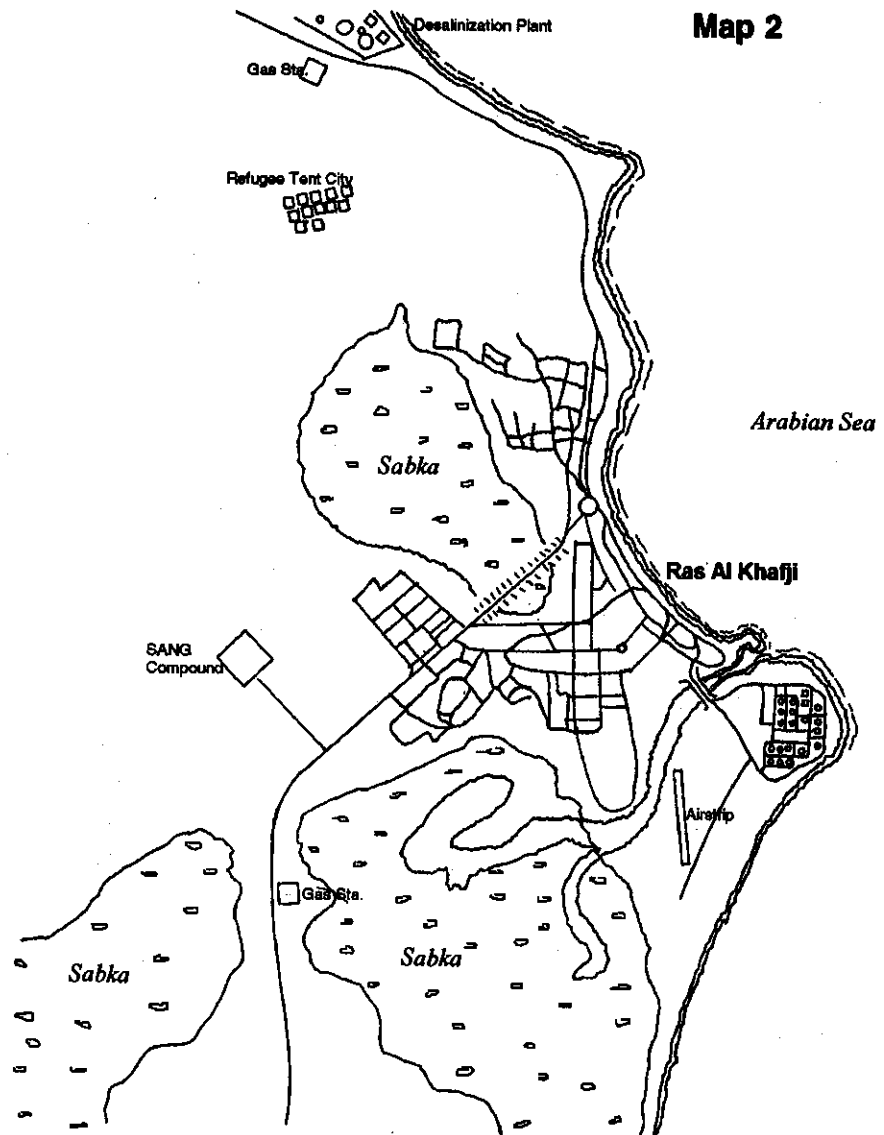 Map 2
Desalinization Plant
Gas Sta.
Refugee Tent City
Arabian Sea
Sabka
Ras Al Khafji
SANG
Compound
Airstrip
Gas Sta.
Sabka
Sabka